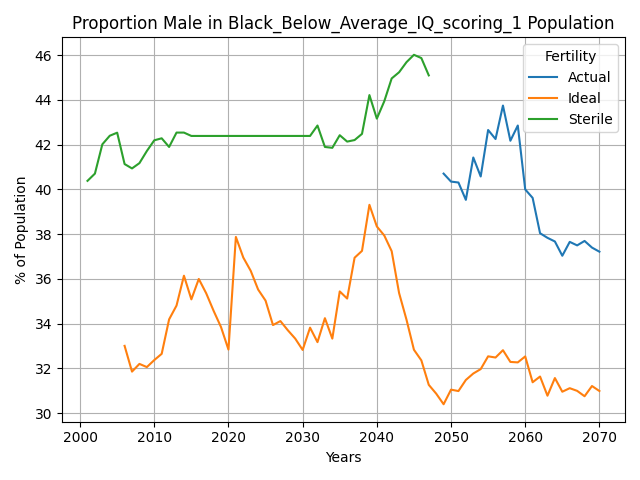 Proportion Male in Black_Below_Average_IQ_scoring_1 Population
Fertility
Actual
Ideal
Sterile
% of Population
46
44
42
40
38
36
34
32
30
2000
2010
2020
2030
2040
2050
2060
2070
Years